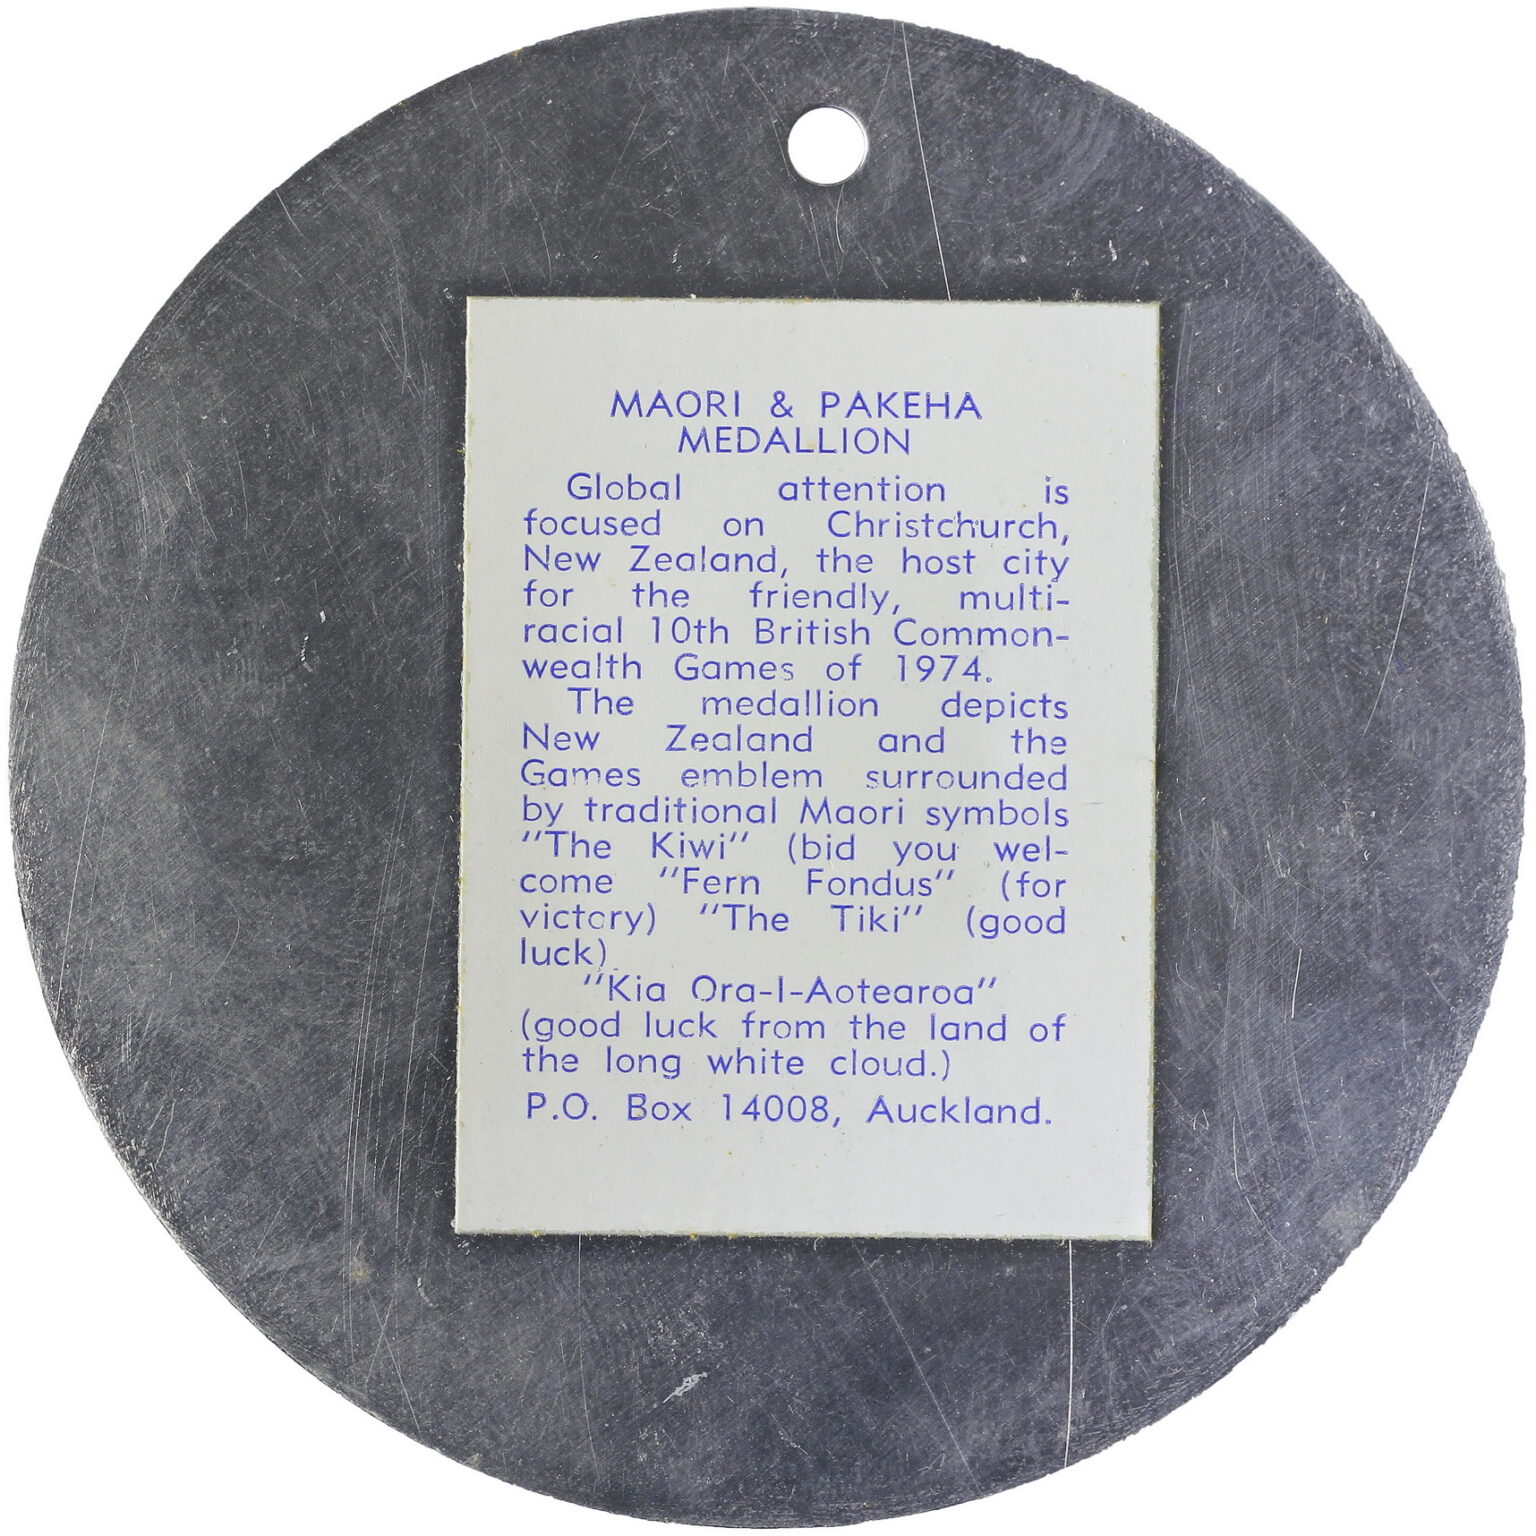 MAORI & PAKEHA
MEDALLION
Global attention is
focused on Christchurch,
New Zealand, the host city
for the friendly, multi-
racial 10th British Common-
wealth Games of 1974.
The medallion depicts
New Zealand and the
Games emblem surrounded
by traditional Maori symbols
"The Kiwi" (bid you wel-
come "Fern Fondus" (for
victory) "The Tiki" (good
luck)
"Kia Ora-I-Aotearoa"
(good luck from the land of
the long white cloud.)
P.O. Box 14008, Auckland.